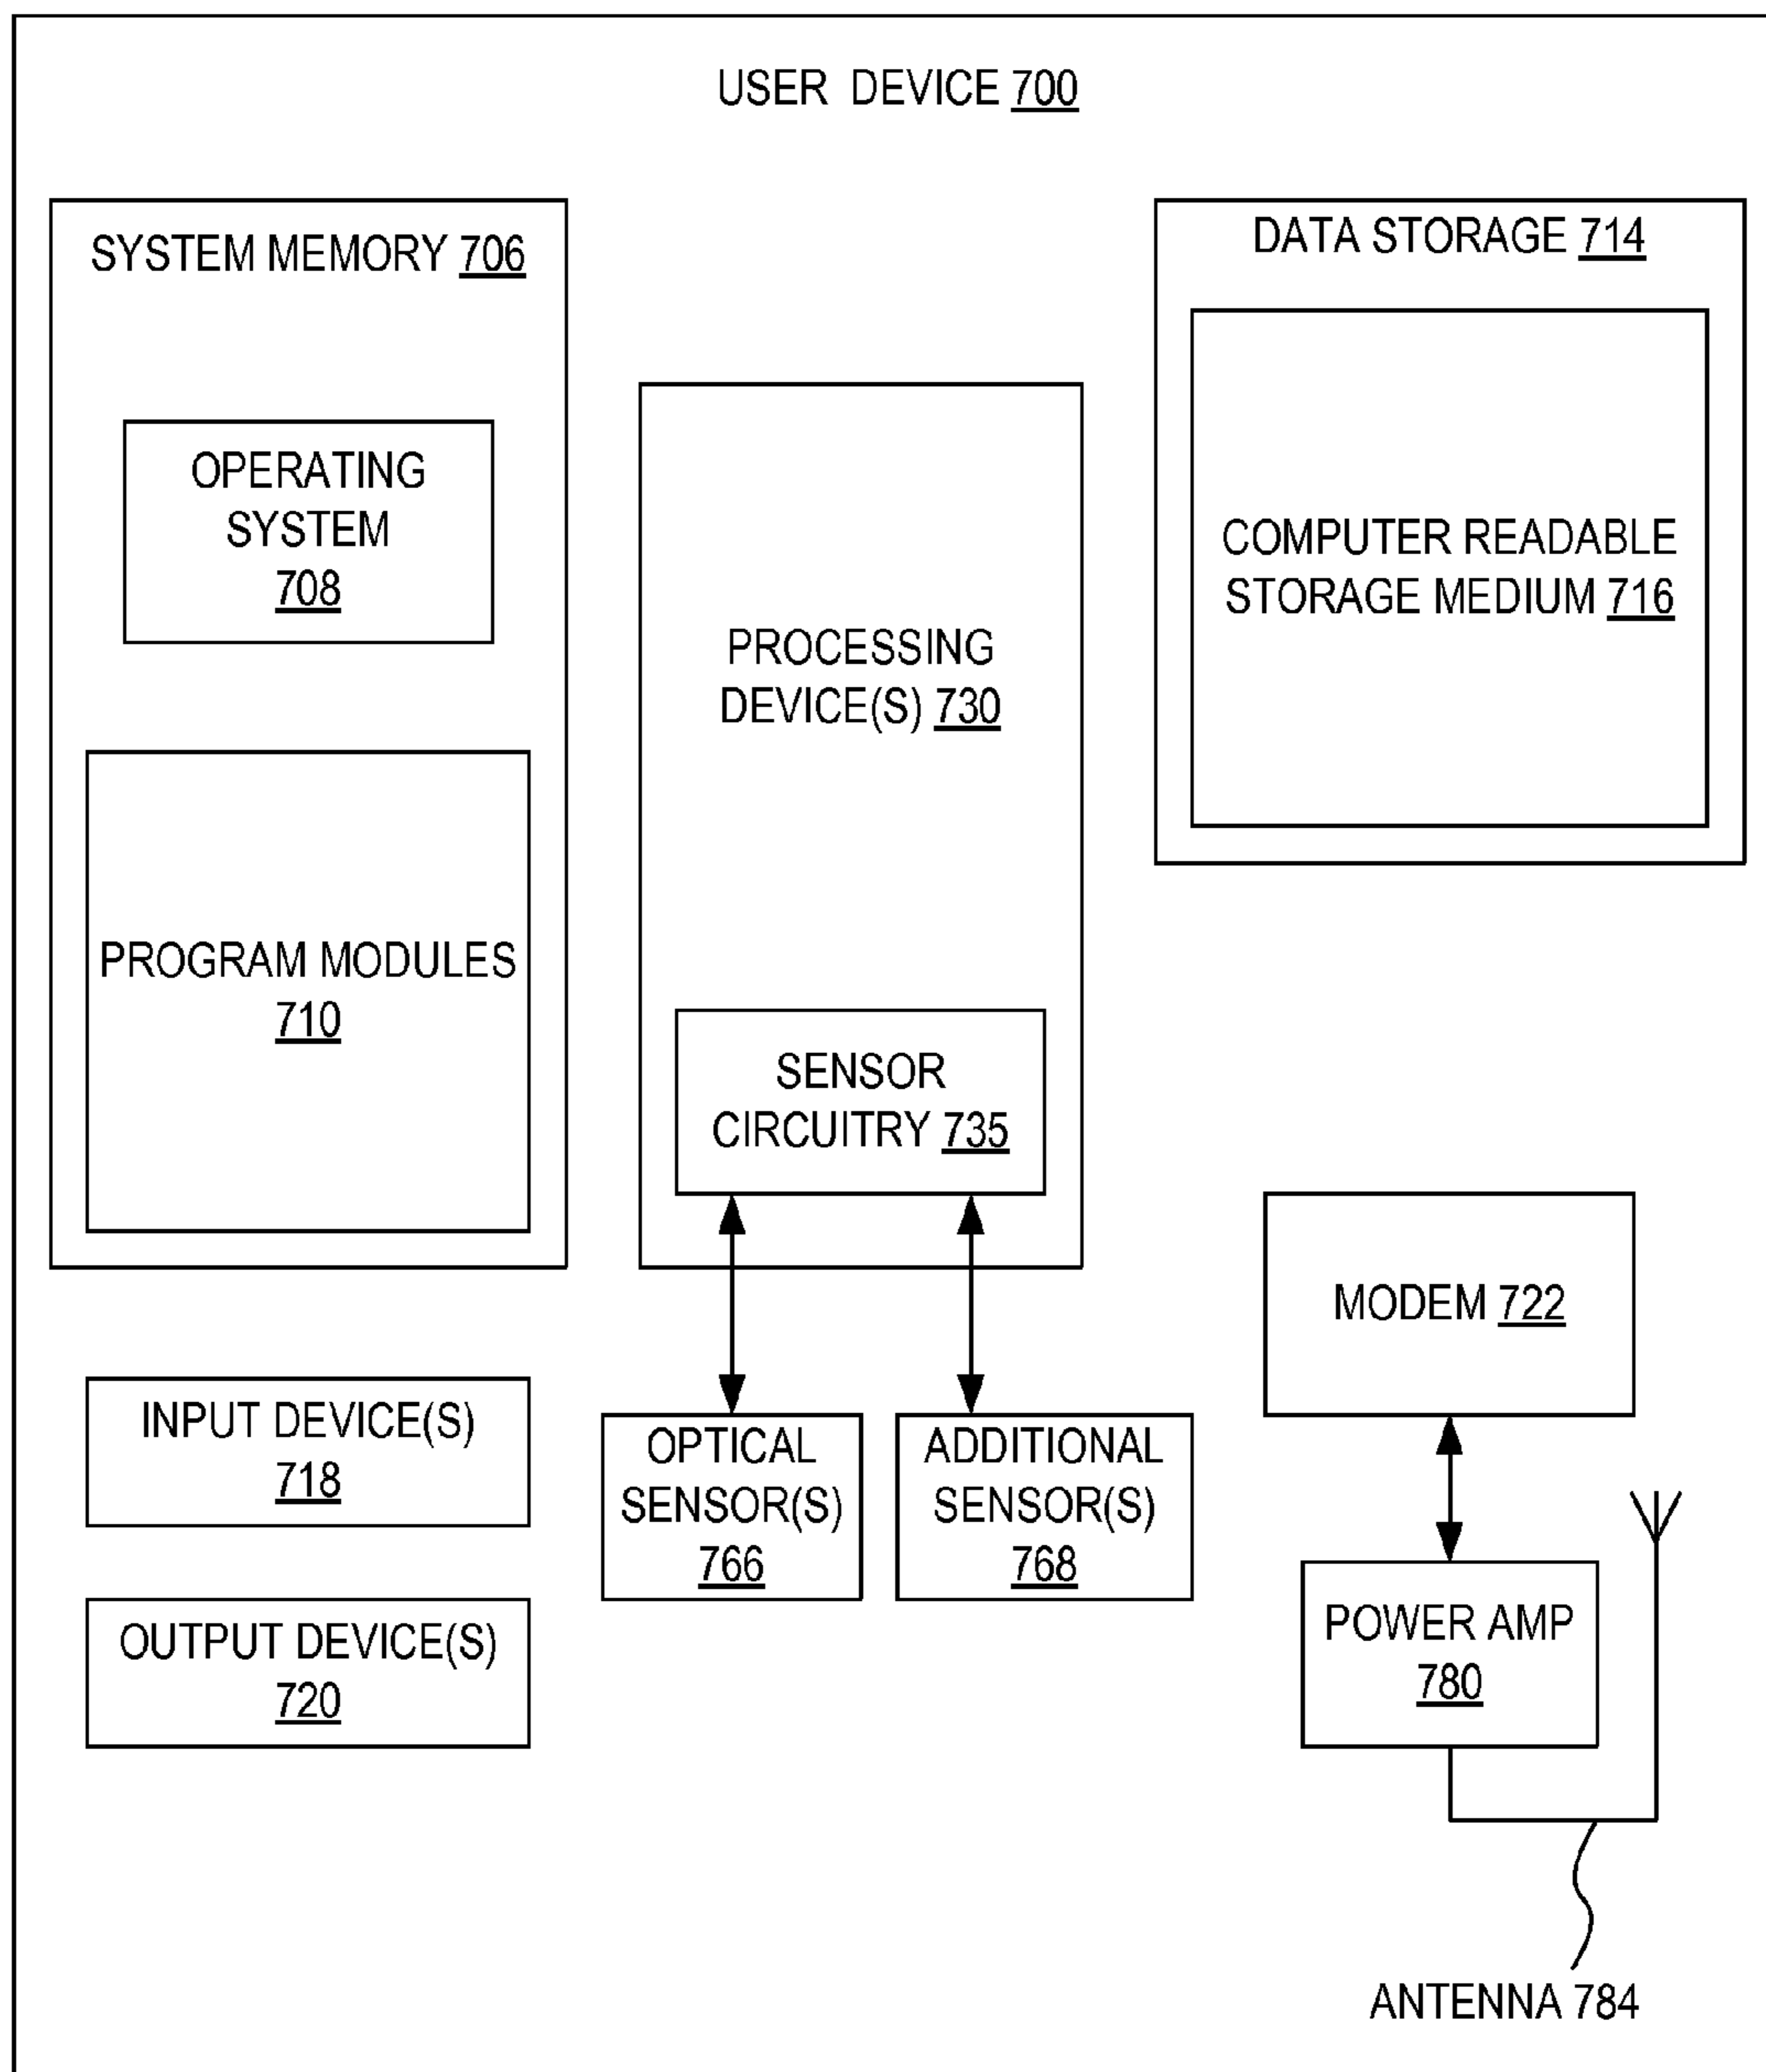 USER DEVICE 700
SYSTEM MEMORY 706
OPERATING
SYSTEM
708
PROGRAM MODULES
710
PROCESSING
DEVICE(S) 730
SENSOR
CIRCUITRY 735
DATA STORAGE 714
COMPUTER READABLE
STORAGE MEDIUM 716
INPUT DEVICE(S)
718
OUTPUT DEVICE(S)
720
OPTICAL
SENSOR(S)
766
ADDITIONAL
SENSOR(S)
768
MODEM 722
POWER AMP
780
ANTENNA 784